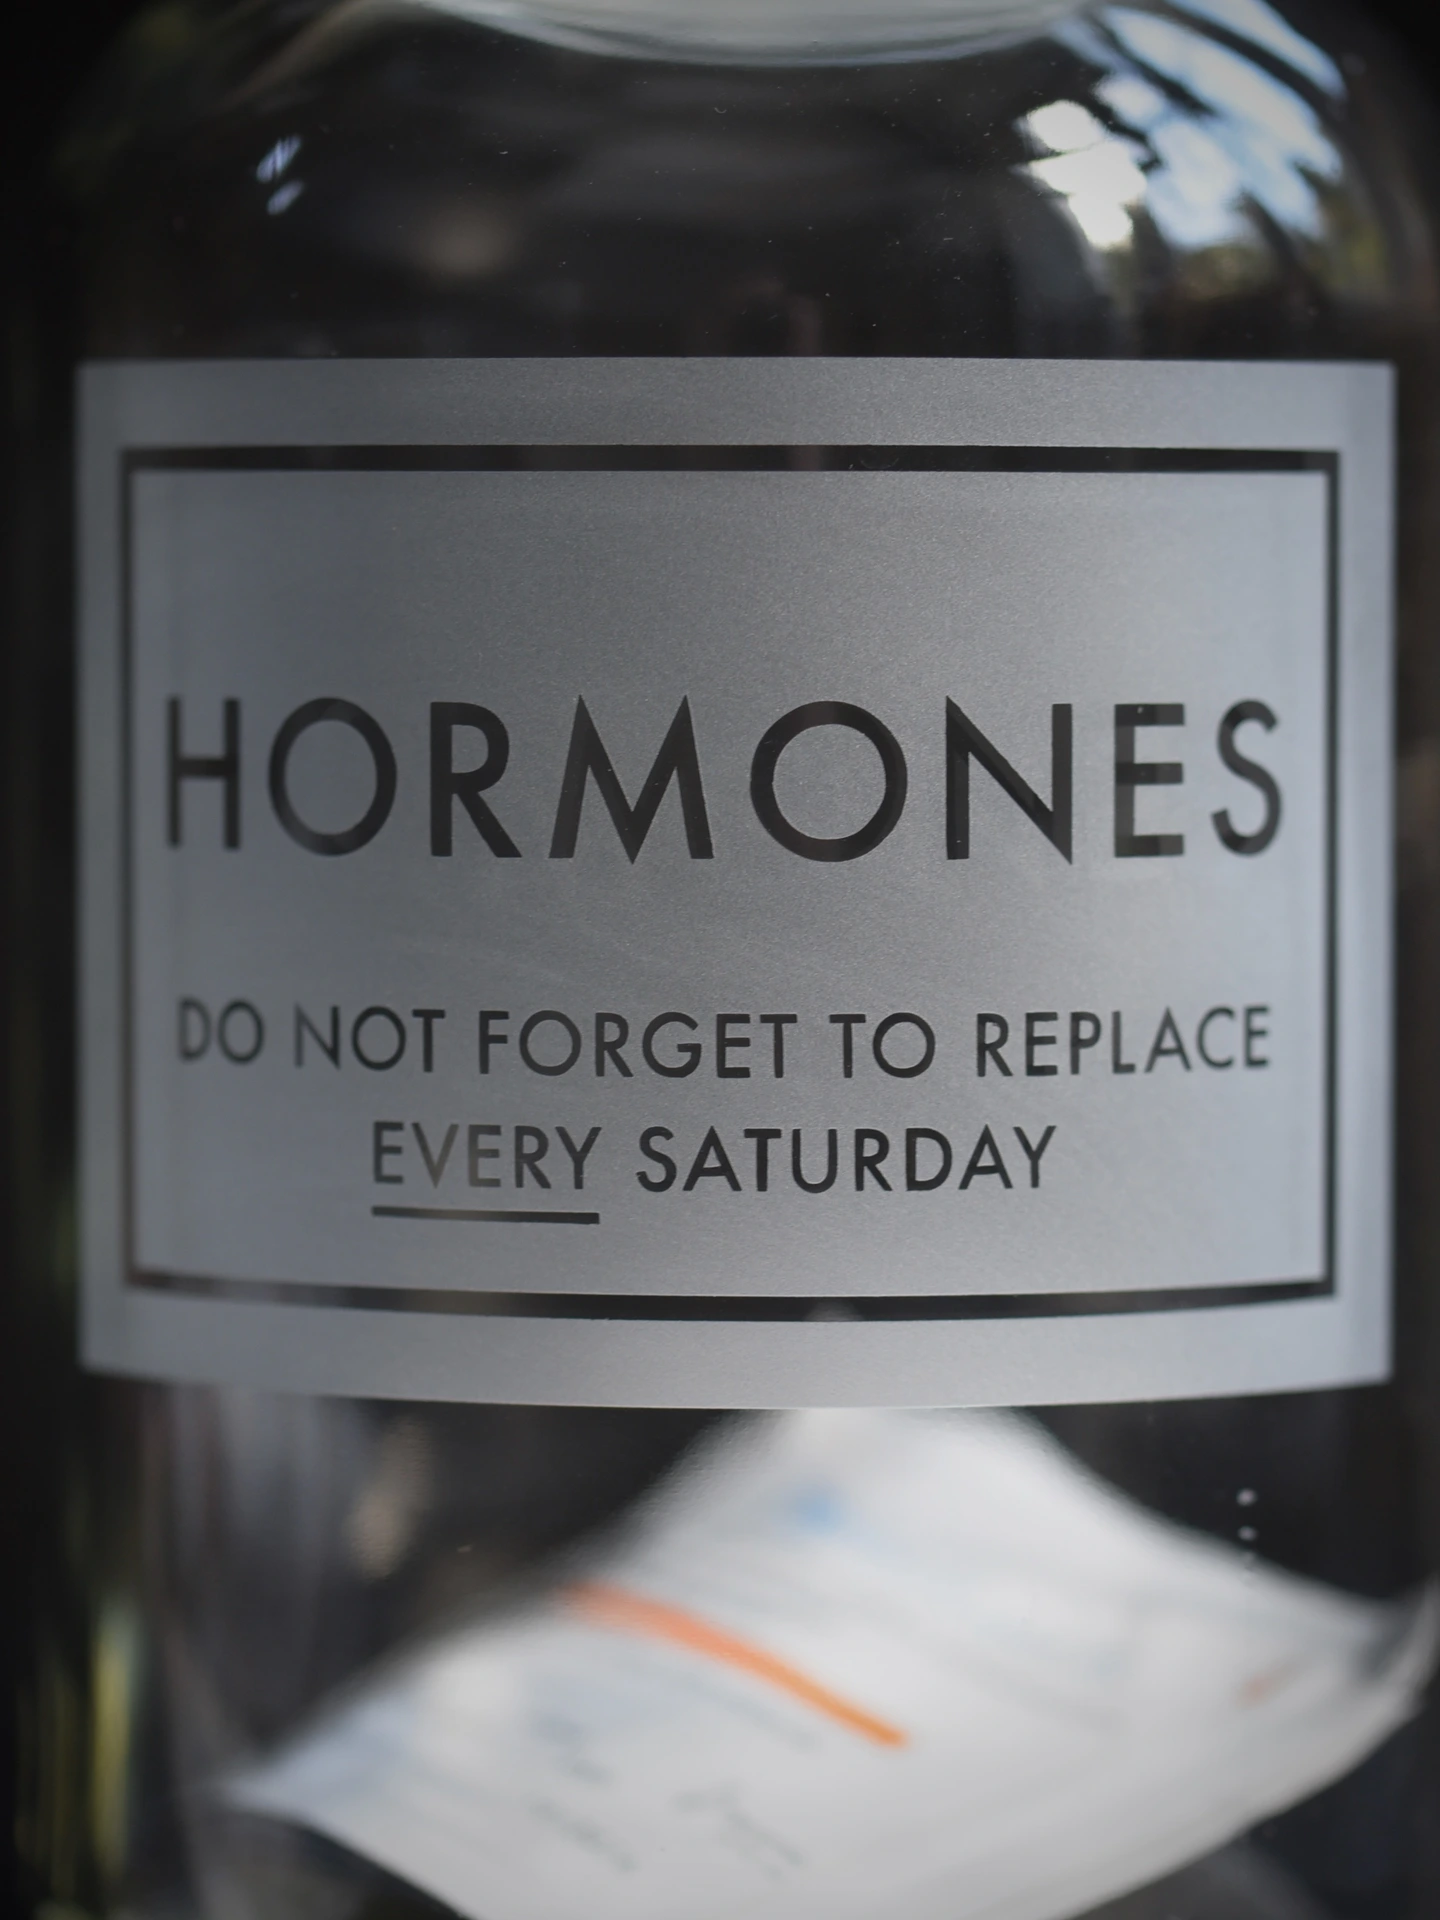 HORMONES
DO NOT FORGET TO REPLACE
EVERY SATURDAY